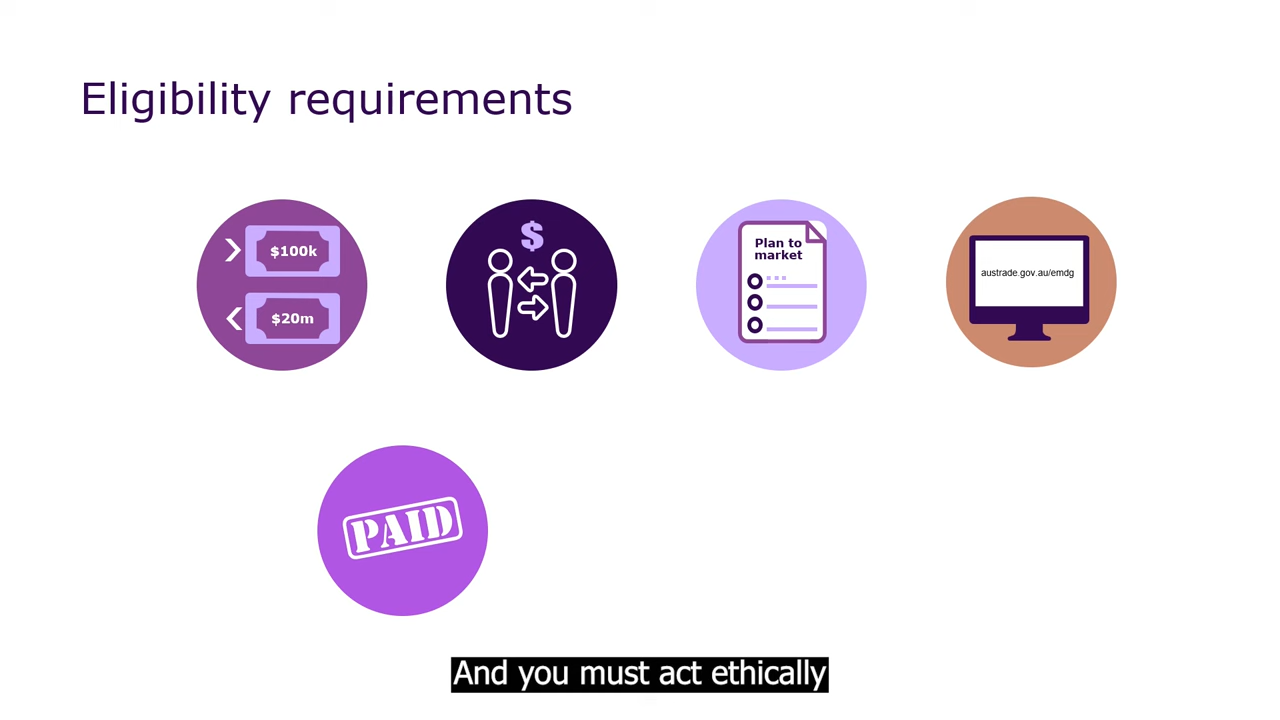 Eligibility requirements
$100k
$20m
$
Plan to
market
austrade.gov.au/emdg
PAID
And you must act ethically